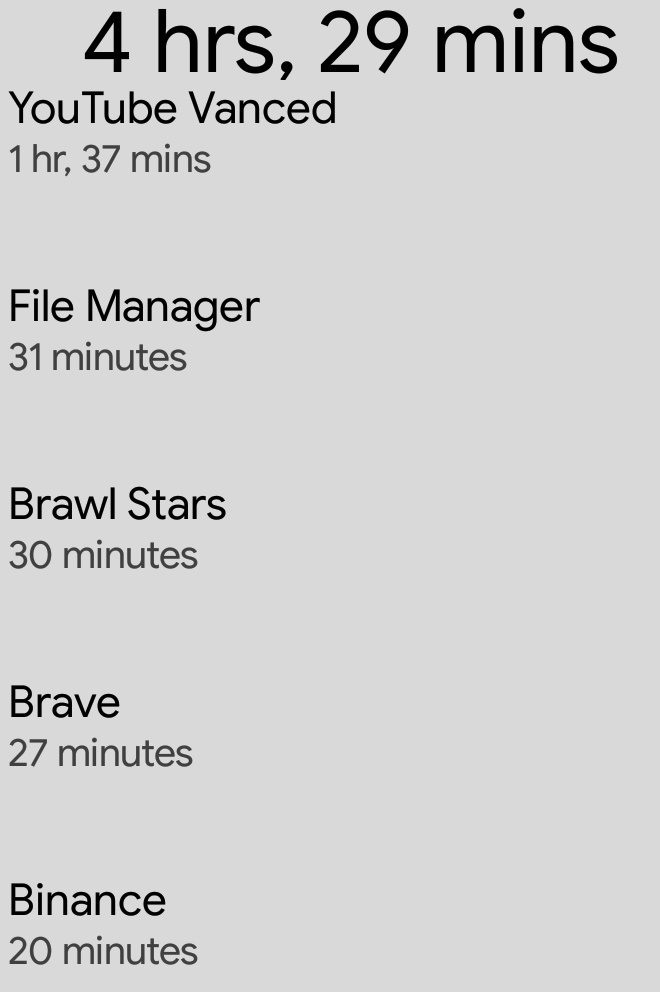 4 hrs, 29 mins
YouTube Vanced
1 hr, 37 mins
File Manager
31 minutes
Brawl Stars
30 minutes
Brave
27 minutes
Binance
20 minutes